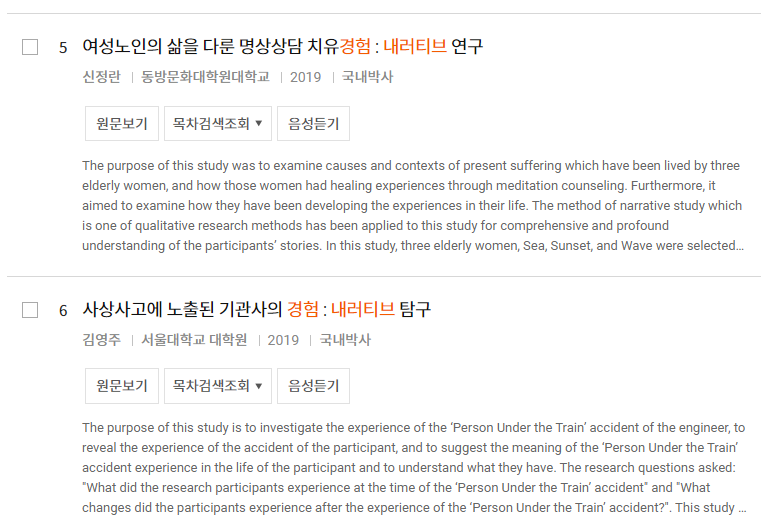 5 여성노인의 삶을 다룬 명상상담 치유경험 : 내러티브 연구
신정란 | 동방문화대학원대학교 | 2019 | 국내박사
원문보기 목차검색조회 ▼ 음성듣기
The purpose of this study was to examine causes and contexts of present suffering which have been lived by three
elderly women, and how those women had healing experiences through meditation counseling. Furthermore, it
aimed to examine how they have been developing the experiences in their life. The method of narrative study which
is one of qualitative research methods has been applied to this study for comprehensive and profound
understanding of the participants’ stories. In this study, three elderly women, Sea, Sunset, and Wave were selected…
6 사상사고에 노출된 기관사의 경험 : 내러티브 탐구
김영주 | 서울대학교 대학원 | 2019 | 국내박사
원문보기 목차검색조회 ▼ 음성듣기
The purpose of this study is to investigate the experience of the ‘Person Under the Train’ accident of the engineer, to
reveal the experience of the accident of the participant, and to suggest the meaning of the ‘Person Under the Train’
accident experience in the life of the participant and to understand what they have. The research questions asked:
"What did the research participants experience at the time of the ‘Person Under the Train’ accident” and "What
changes did the participants experience after the experience of the ‘Person Under the Train’ accident?". This study …